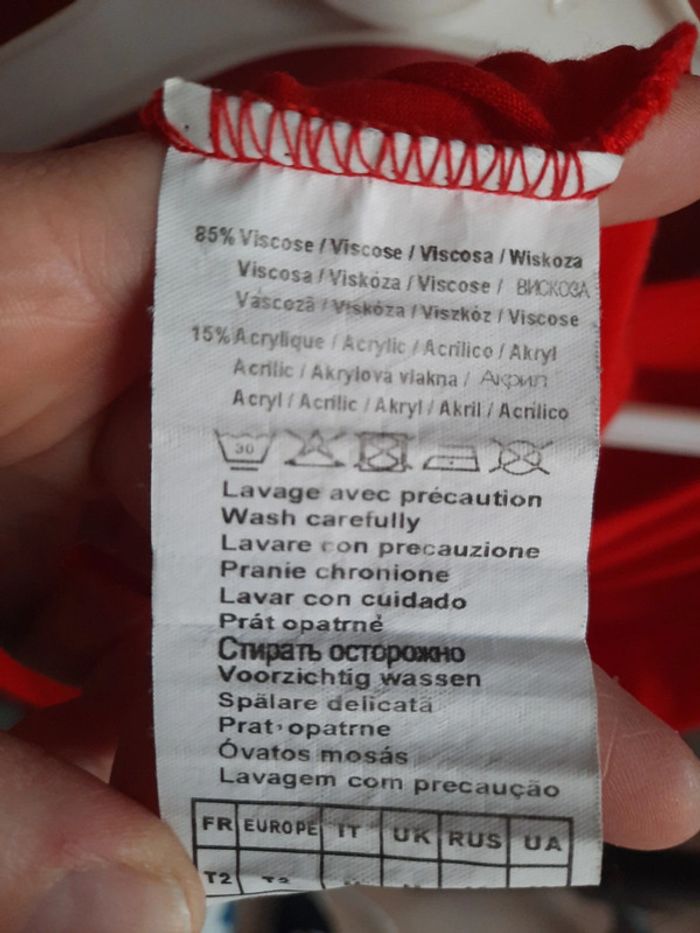 85% Viscose / Viscose / Viscosa / Wiskoza
Viscosa / Viskóza / Viscose / ВИСКОЗА
Vâscoză / Viskóza / Viszkóz / Viscose
15% Acrylique / Acrylic / Acrilico / Akryl
Acrilic / Akrylová vlakna / Акрил
Acryl / Acrilic / Akryl / Akril / Acrílico
30
Lavage avec précaution
Wash carefully
Lavare con precauzione
Pranie chronione
Lavar con cuidado
Prát opatrně
Стирать осторожно
Voorzichtig wassen
Spălare delicată
Prat' opatrne
Óvatos mosás
Lavagem com precaução
FR EUROPE IT UK RUS UA
T2 T2